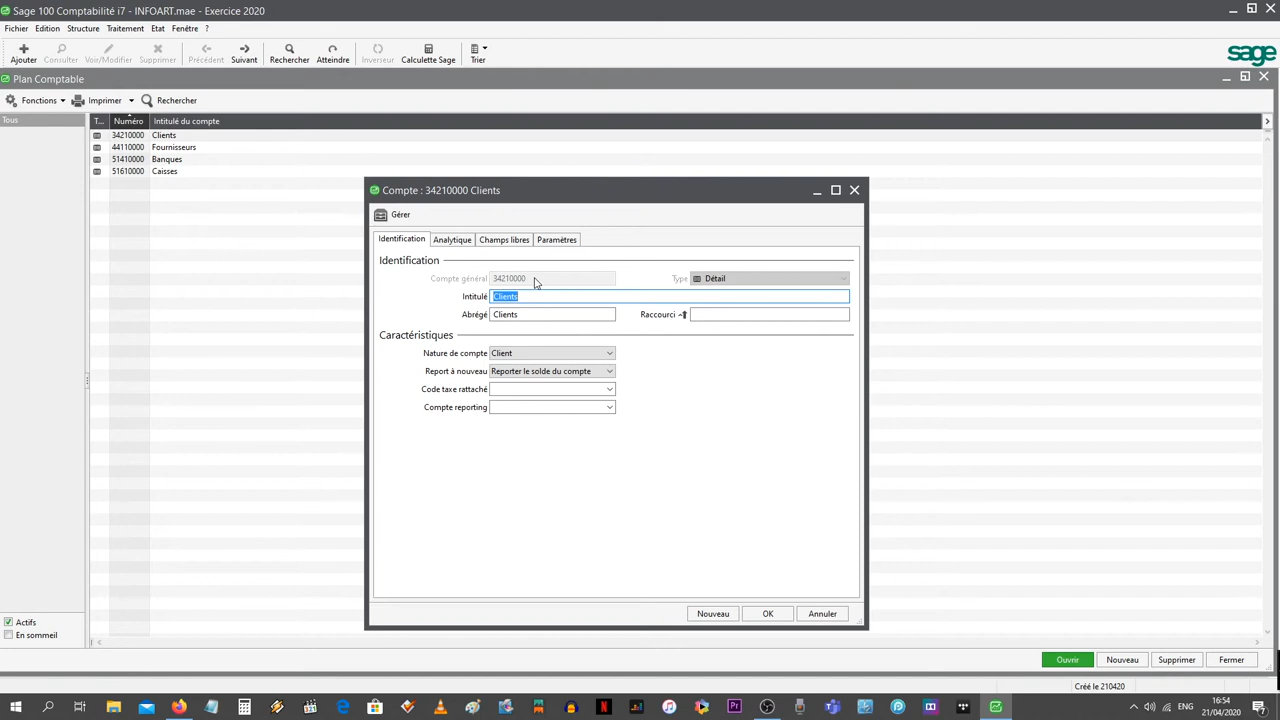 Sage 100 Comptabilité i7 - INFOART.mae - Exercice 2020
Fichier Edition Structure Traitement Etat Fenêtre ?
Ajouter Consulter Voir/Modifier Supprimer Précédent Suivant Rechercher Atteindre Inverseur Calculette Sage Trier
sage
Plan Comptable
Fonctions Imprimer Rechercher
Tous
T... Numéro Intitulé du compte
34210000 Clients
44110000 Fournisseurs
51410000 Banques
51610000 Caisses
Compte : 34210000 Clients
Gérer
Identification Analytique Champs libres Paramètres
Identification
Compte général 34210000 Type Détail
Intitulé Clients
Abrégé Clients Raccourci
Caractéristiques
Nature de compte Client
Report à nouveau Reporter le solde du compte
Code taxe rattaché
Compte reporting
Nouveau OK Annuler
Actifs
En sommeil
Ouvrir Nouveau Supprimer Fermer
Créé le 210420
ENG 16:54
21/04/2020